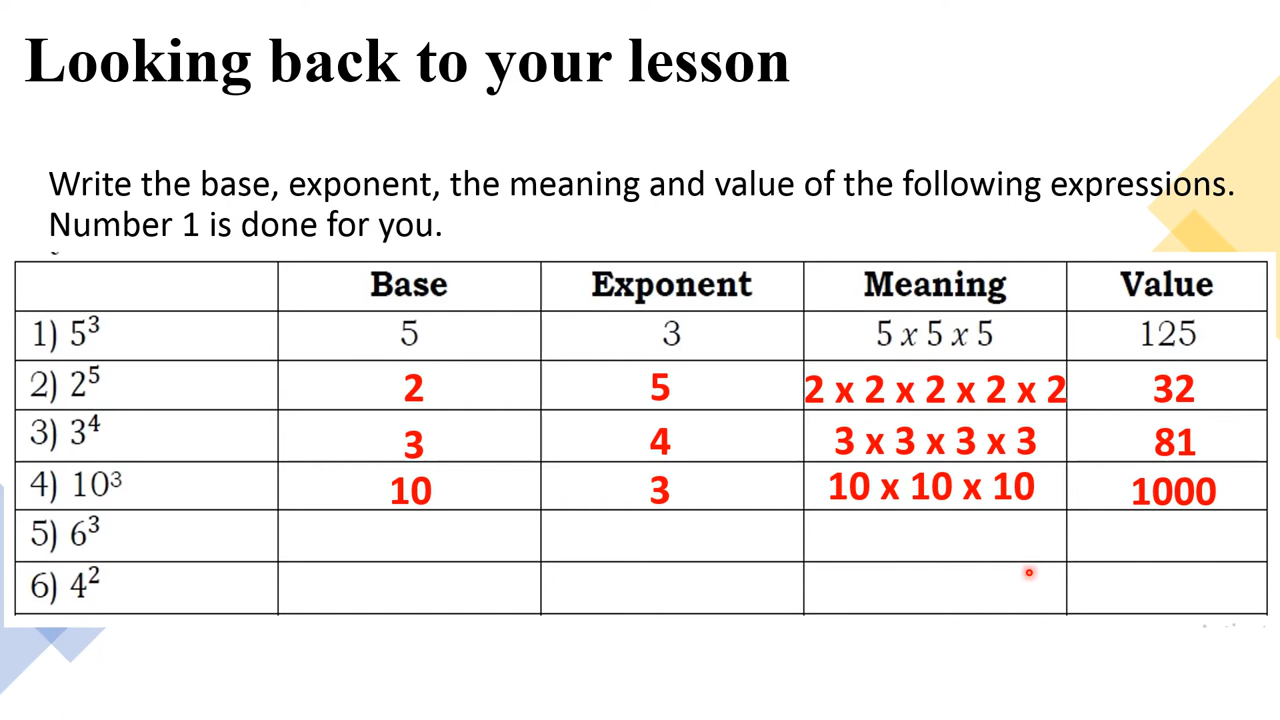 Looking back to your lesson
Write the base, exponent, the meaning and value of the following expressions.
Number 1 is done for you.
Base Exponent Meaning Value
1) 5³ 5 3 5 x 5 x 5 125
2) 2⁵ 2 5 2 x 2 x 2 x 2 x 2 32
3) 3⁴ 3 4 3 x 3 x 3 x 3 81
4) 10³ 10 3 10 x 10 x 10 1000
5) 6³
6) 4²